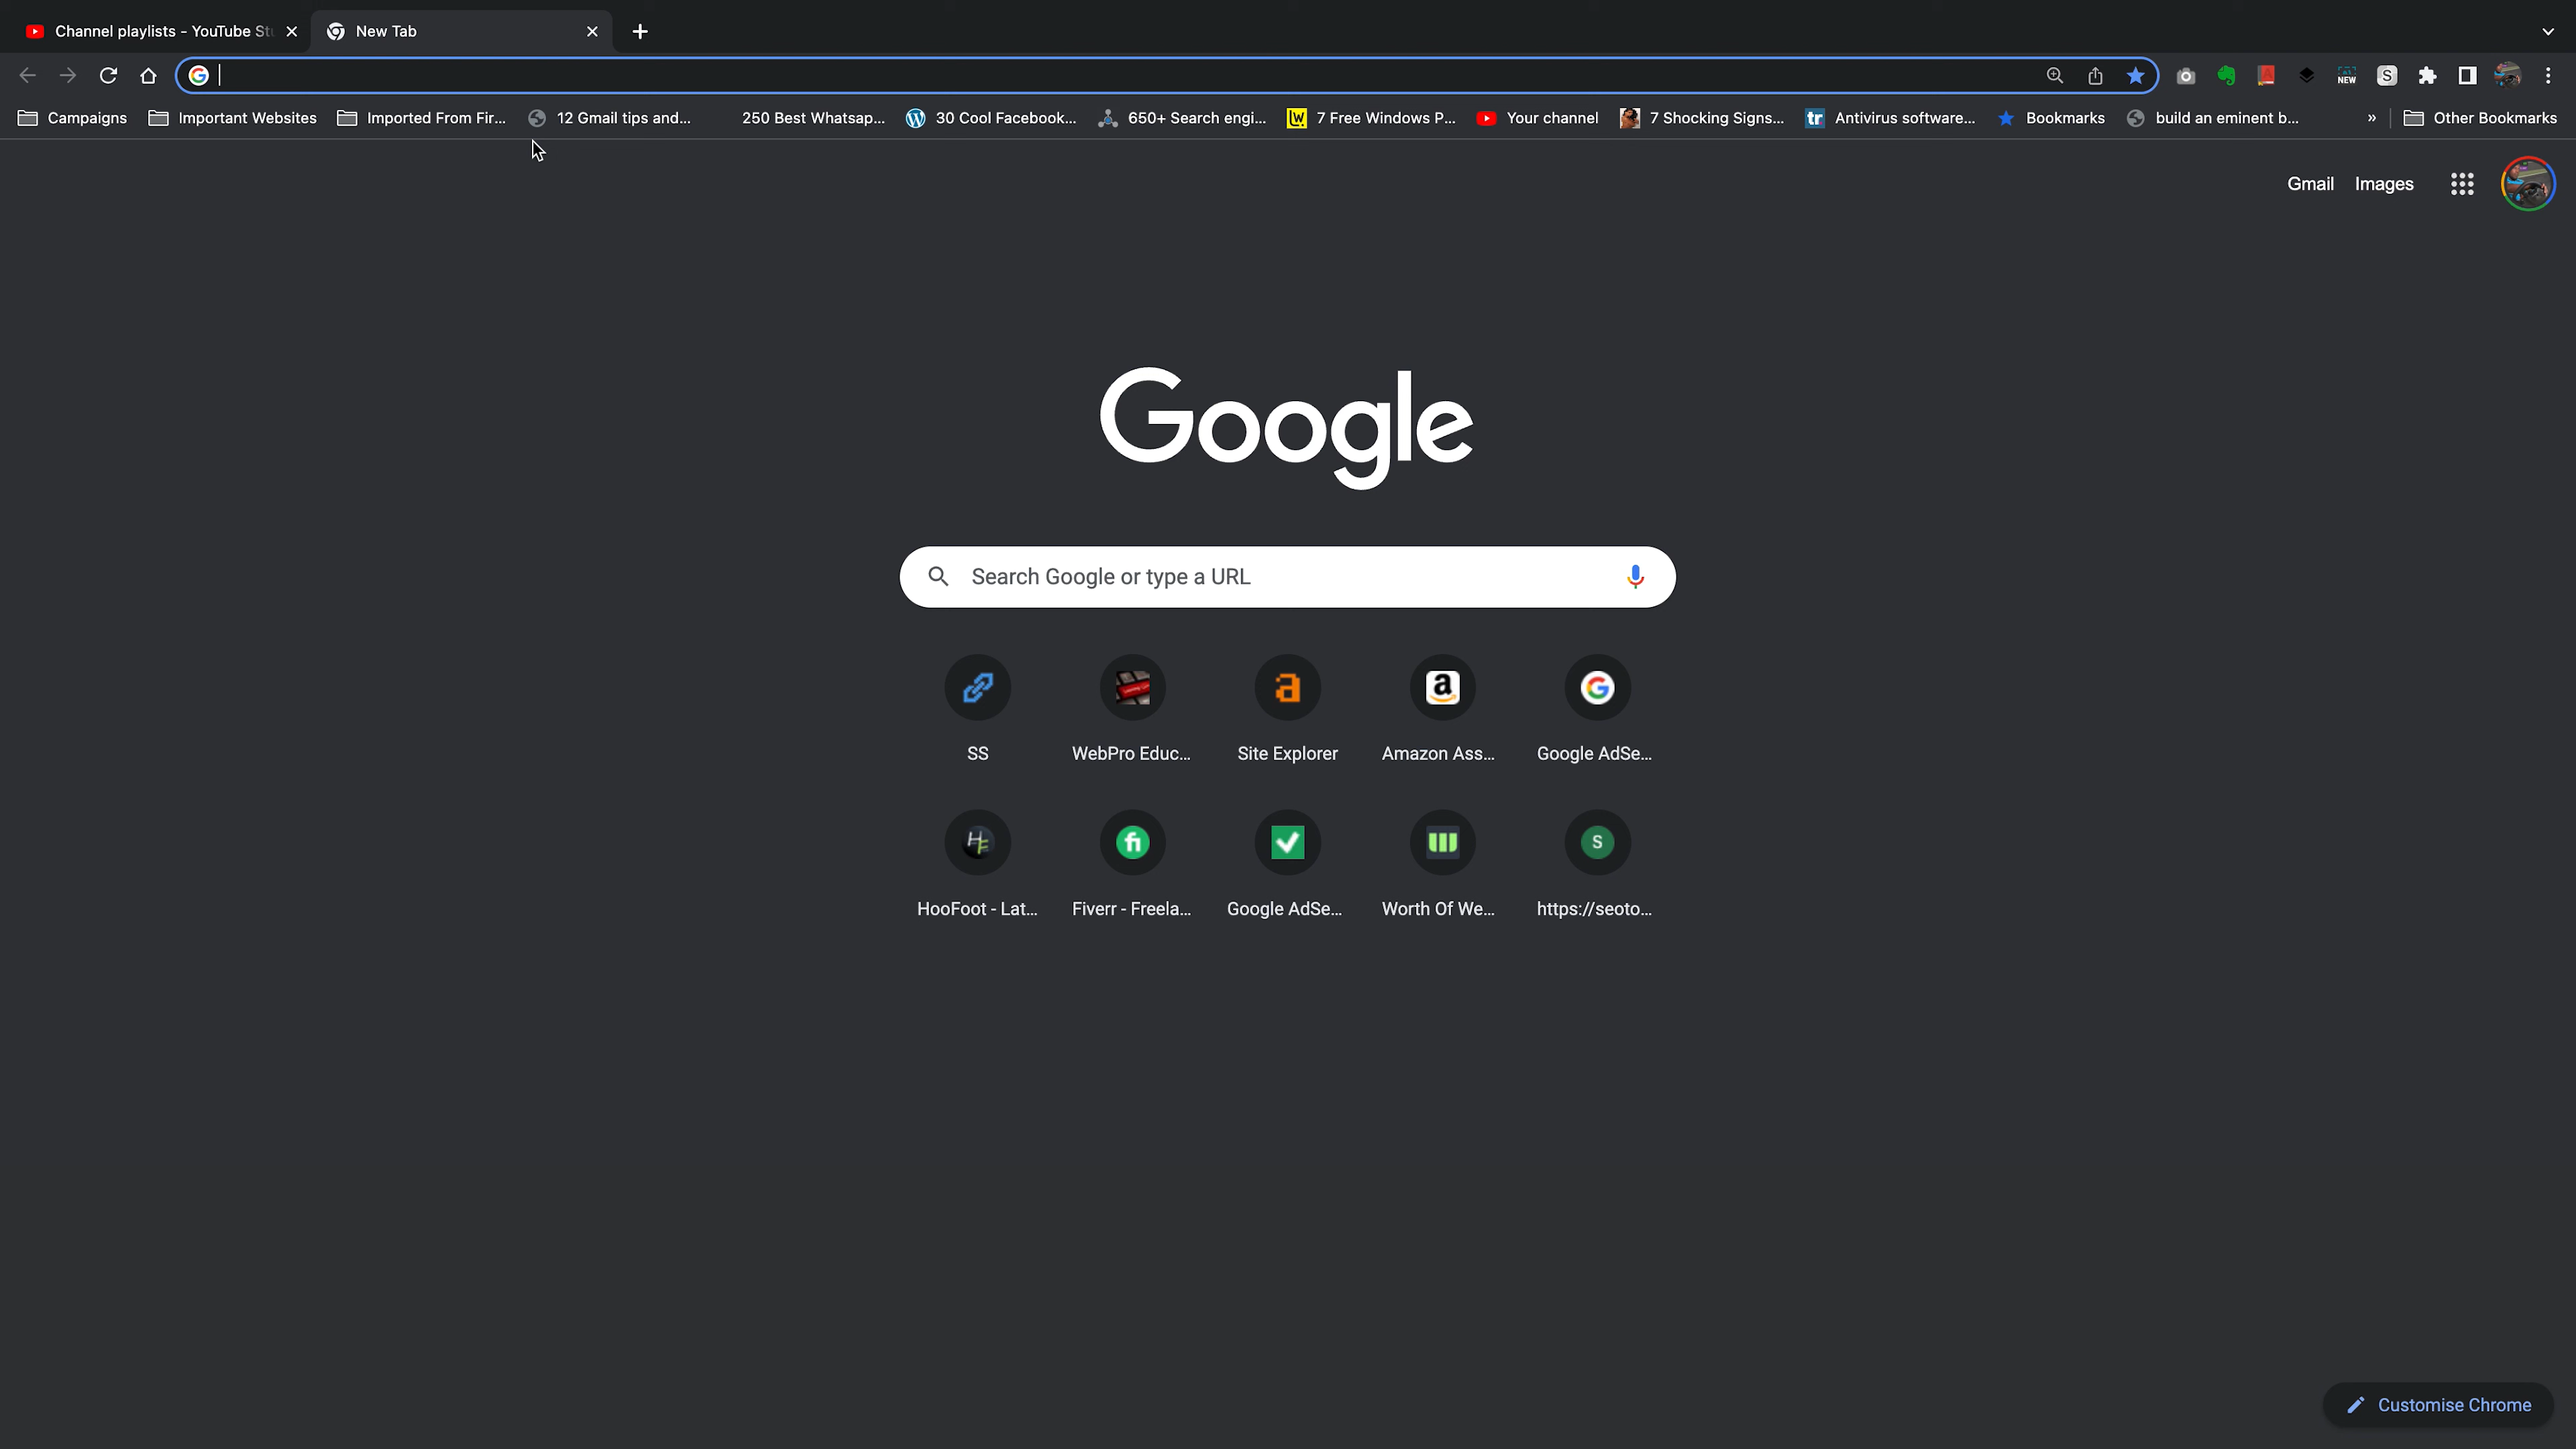 Channel playlists - YouTube St
New Tab
Campaigns Important Websites Imported From Fir... 12 Gmail tips and... 250 Best Whatsap... 30 Cool Facebook... 650+ Search engi... 7 Free Windows P... Your channel 7 Shocking Signs... Antivirus software... Bookmarks build an eminent b... » Other Bookmarks
NEW
Gmail Images
Google
Search Google or type a URL
SS WebPro Educ... Site Explorer Amazon Ass... Google AdSe...
HooFoot - Lat... Fiverr - Freela... Google AdSe... Worth Of We... https://seoto...
Customise Chrome